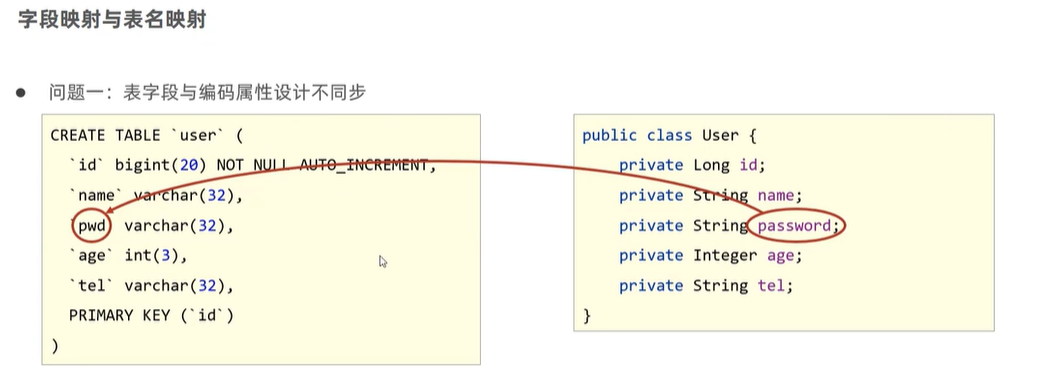 字段映射与表名映射
● 问题一：表字段与编码属性设计不同步
CREATE TABLE `user` (
`id` bigint(20) NOT NULL AUTO_INCREMENT,
`name` varchar(32),
`pwd` varchar(32),
`age` int(3),
`tel` varchar(32),
PRIMARY KEY (`id`)
)
public class User {
private Long id;
private String name;
private String password;
private Integer age;
private String tel;
}